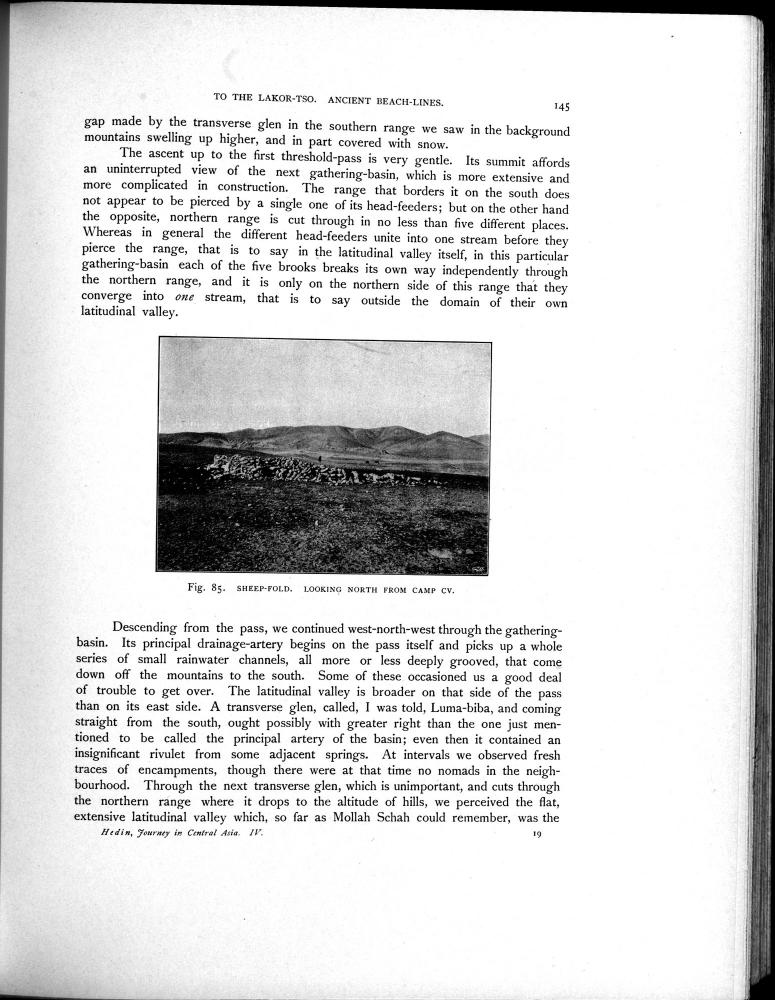 TO THE LAKOR-TSO. ANCIENT BEACH-LINES. 145
gap made by the transverse glen in the southern range we saw in the background
mountains swelling up higher, and in part covered with snow.
The ascent up to the first threshold-pass is very gentle. Its summit affords
an uninterrupted view of the next gathering-basin, which is more extensive and
more complicated in construction. The range that borders it on the south does
not appear to be pierced by a single one of its head-feeders; but on the other hand
the opposite, northern range is cut through in no less than five different places.
Whereas in general the different head-feeders unite into one stream before they
pierce the range, that is to say in the latitudinal valley itself, in this particular
gathering-basin each of the five brooks breaks its own way independently through
the northern range, and it is only on the northern side of this range that they
converge into one stream, that is to say outside the domain of their own
latitudinal valley.
Fig. 85. SHEEP-FOLD. LOOKING NORTH FROM CAMP CV.
Descending from the pass, we continued west-north-west through the gathering-
basin. Its principal drainage-artery begins on the pass itself and picks up a whole
series of small rainwater channels, all more or less deeply grooved, that come
down off the mountains to the south. Some of these occasioned us a good deal
of trouble to get over. The latitudinal valley is broader on that side of the pass
than on its east side. A transverse glen, called, I was told, Luma-biba, and coming
straight from the south, ought possibly with greater right than the one just men-
tioned to be called the principal artery of the basin; even then it contained an
insignificant rivulet from some adjacent springs. At intervals we observed fresh
traces of encampments, though there were at that time no nomads in the neigh-
bourhood. Through the next transverse glen, which is unimportant, and cuts through
the northern range where it drops to the altitude of hills, we perceived the flat,
extensive latitudinal valley which, so far as Mollah Schah could remember, was the
Hedin, Journey in Central Asia. IV. 19